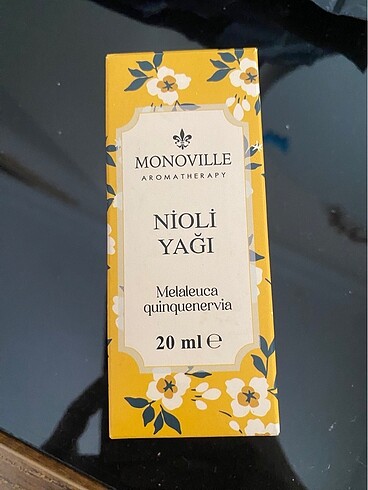 MONOVILLE
AROMATHERAPY
NİOLİ
YAĞI
Melaleuca
quinquenervia
20 ml ℮